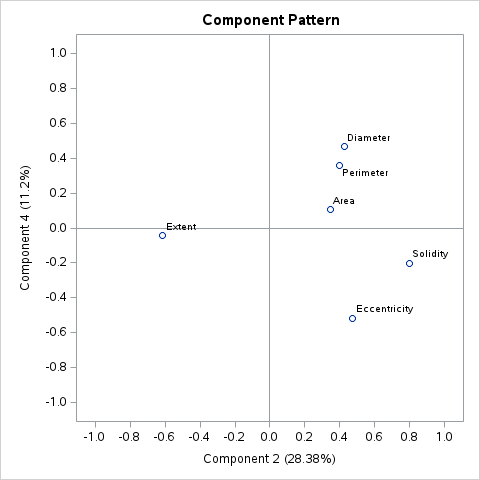 Component Pattern
1.0
0.8
0.6
0.4
0.2
0.0
-0.2
-0.4
-0.6
-0.8
-1.0
Component 4 (11.2%)
Diameter
Perimeter
Area
Extent
Solidity
Eccentricity
-1.0 -0.8 -0.6 -0.4 -0.2 0.0 0.2 0.4 0.6 0.8 1.0
Component 2 (28.38%)